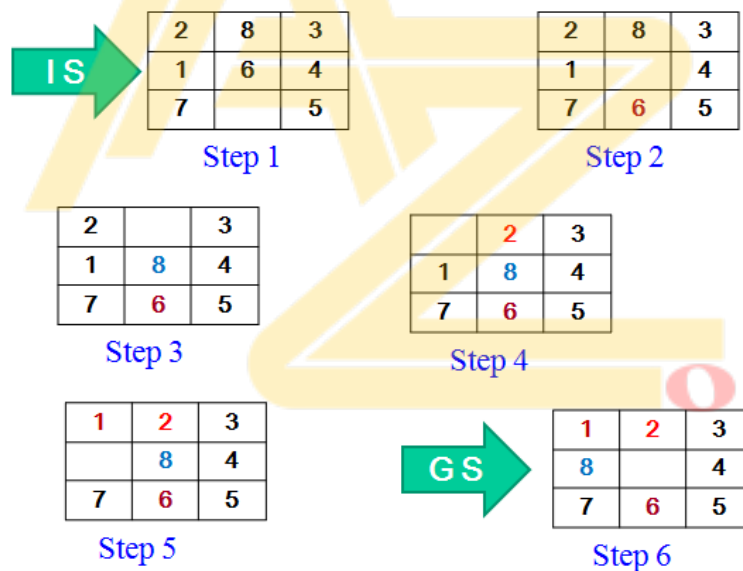 2 8 3
1 6 4
7 5
IS
Step 1
2 8 3
1 4
7 6 5
Step 2
2 3
1 8 4
7 6 5
Step 3
2 3
1 8 4
7 6 5
Step 4
1 2 3
8 4
7 6 5
Step 5
GS
1 2 3
8 4
7 6 5
Step 6